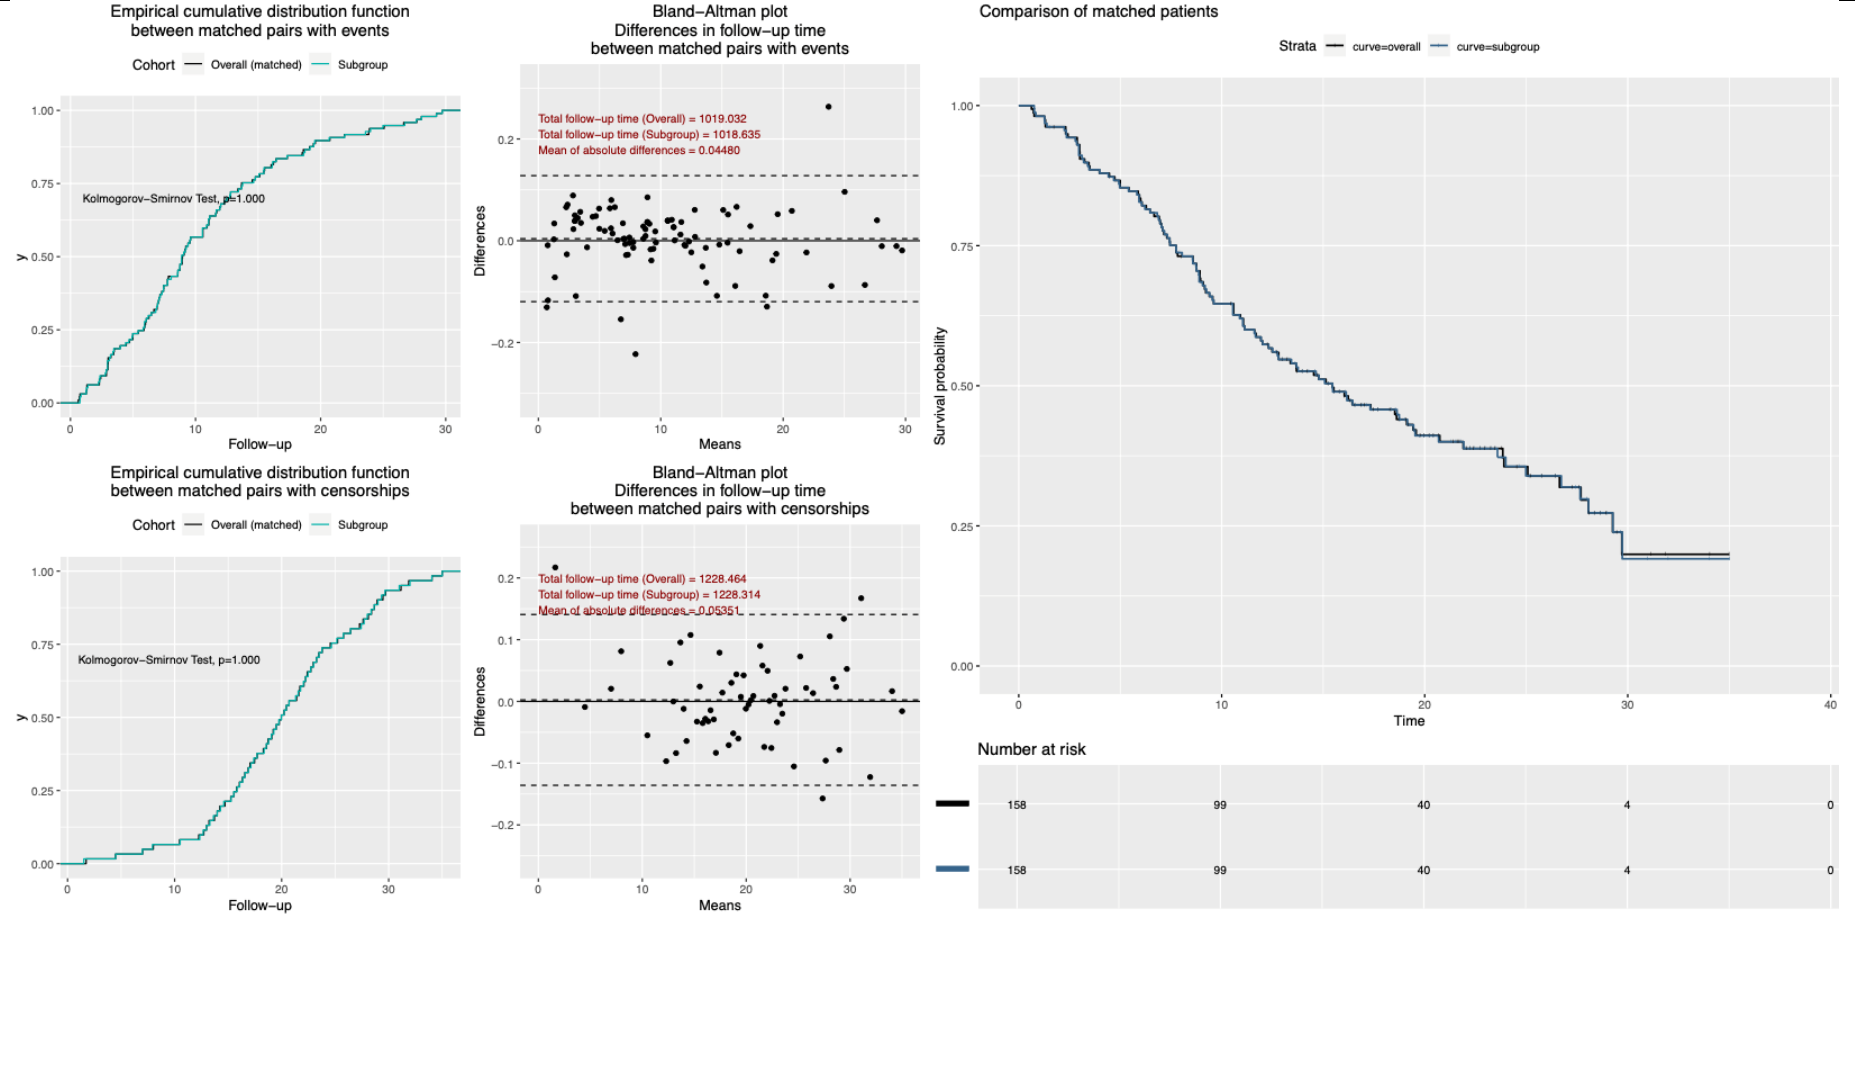 Empirical cumulative distribution function
between matched pairs with events
Cohort Overall (matched) Subgroup
1.00
0.75
0.50
0.25
0.00
y
Kolmogorov−Smirnov Test, p=1.000
0 10 20 30
Follow−up
Bland−Altman plot
Differences in follow−up time
between matched pairs with events
Total follow−up time (Overall) = 1019.032
Total follow−up time (Subgroup) = 1018.635
Mean of absolute differences = 0.04480
0.2
0.0
−0.2
Differences
0 10 20 30
Means
Empirical cumulative distribution function
between matched pairs with censorships
Cohort Overall (matched) Subgroup
1.00
0.75
0.50
0.25
0.00
y
Kolmogorov−Smirnov Test, p=1.000
0 10 20 30
Follow−up
Bland−Altman plot
Differences in follow−up time
between matched pairs with censorships
Total follow−up time (Overall) = 1228.464
Total follow−up time (Subgroup) = 1228.314
Mean of absolute differences = 0.05351
0.2
0.1
0.0
−0.1
−0.2
Differences
0 10 20 30
Means
Comparison of matched patients
Strata curve=overall curve=subgroup
1.00
0.75
0.50
0.25
0.00
Survival probability
0 10 20 30 40
Time
Number at risk
158 99 40 4 0
158 99 40 4 0